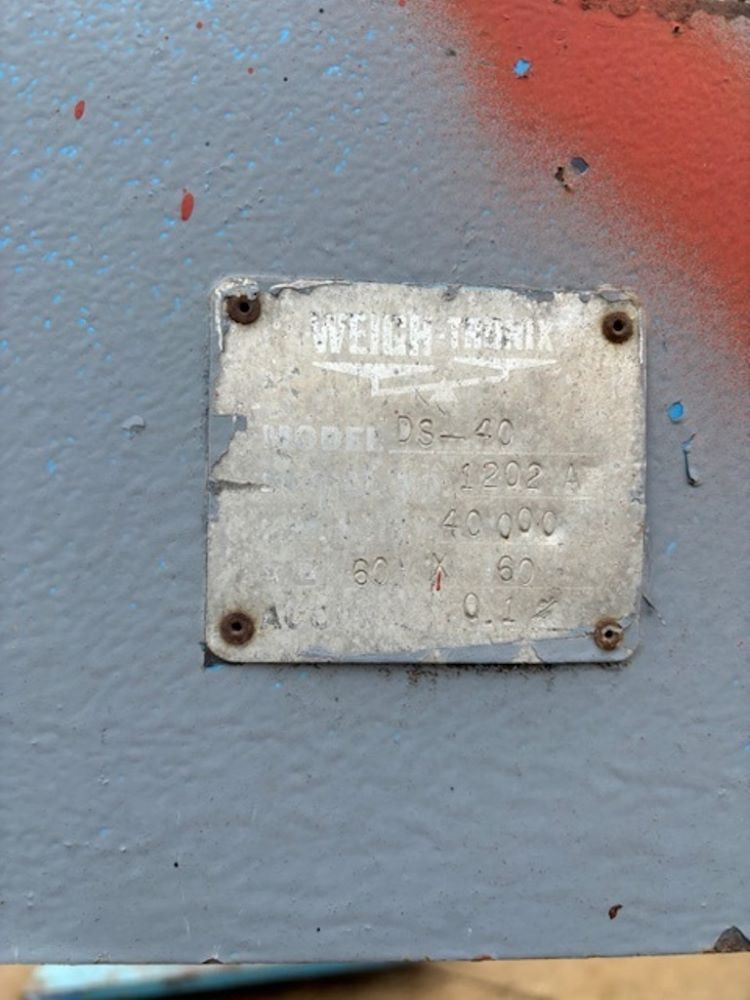 WEIGH-TRONIX
MODEL DS-40
1202 A
40 000
60 X 60
0.1 %